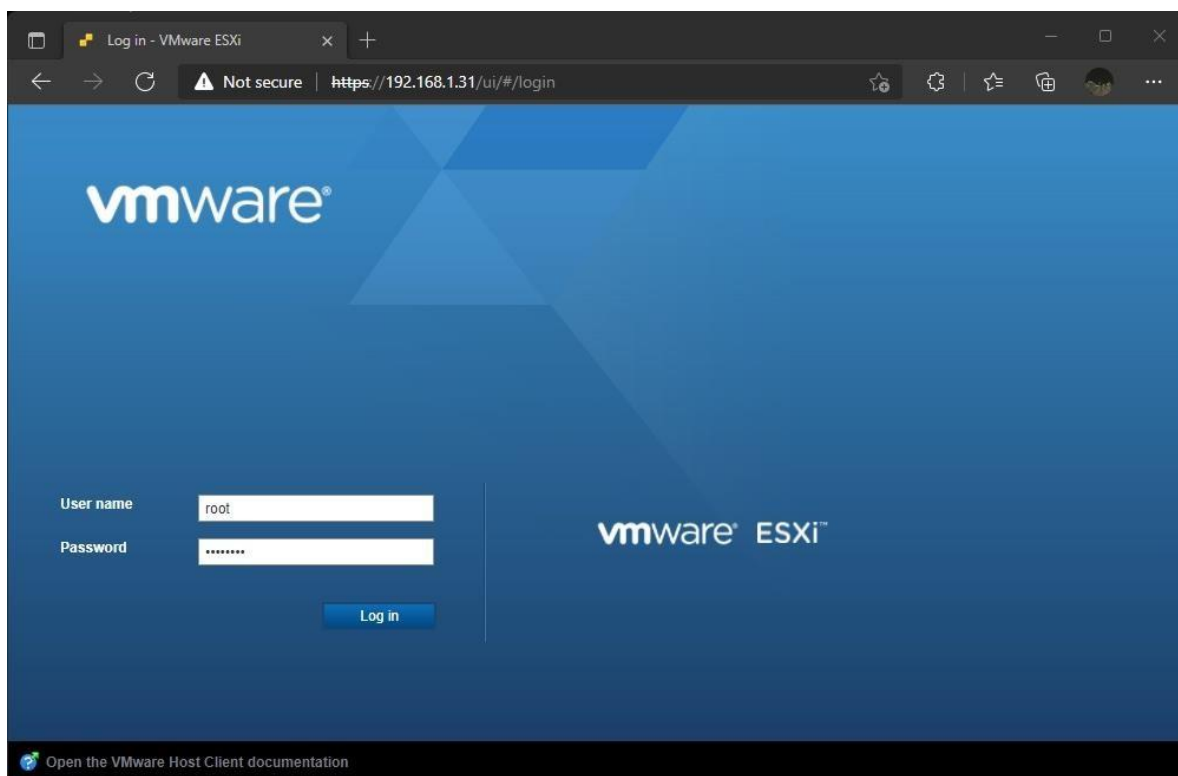 Log in - VMware ESXi
Not secure | https://192.168.1.31/ui/#/login
vmware®
User name
root
Password
••••••••
Log in
vmware® ESXi™
Open the VMware Host Client documentation